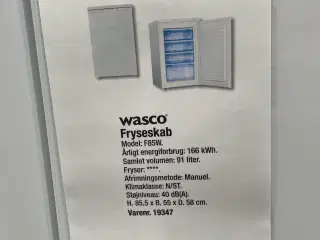 wasco
Fryseskab
Model: F85W.
Årligt energiforbrug: 166 kWh.
Samlet volumen: 91 liter.
Fryser: ****.
Afrimningsmetode: Manuel.
Klimaklasse: N/ST.
Støjniveau: 40 dB(A).
H. 85,5 x B. 55 x D. 58 cm.
Varenr. 19347